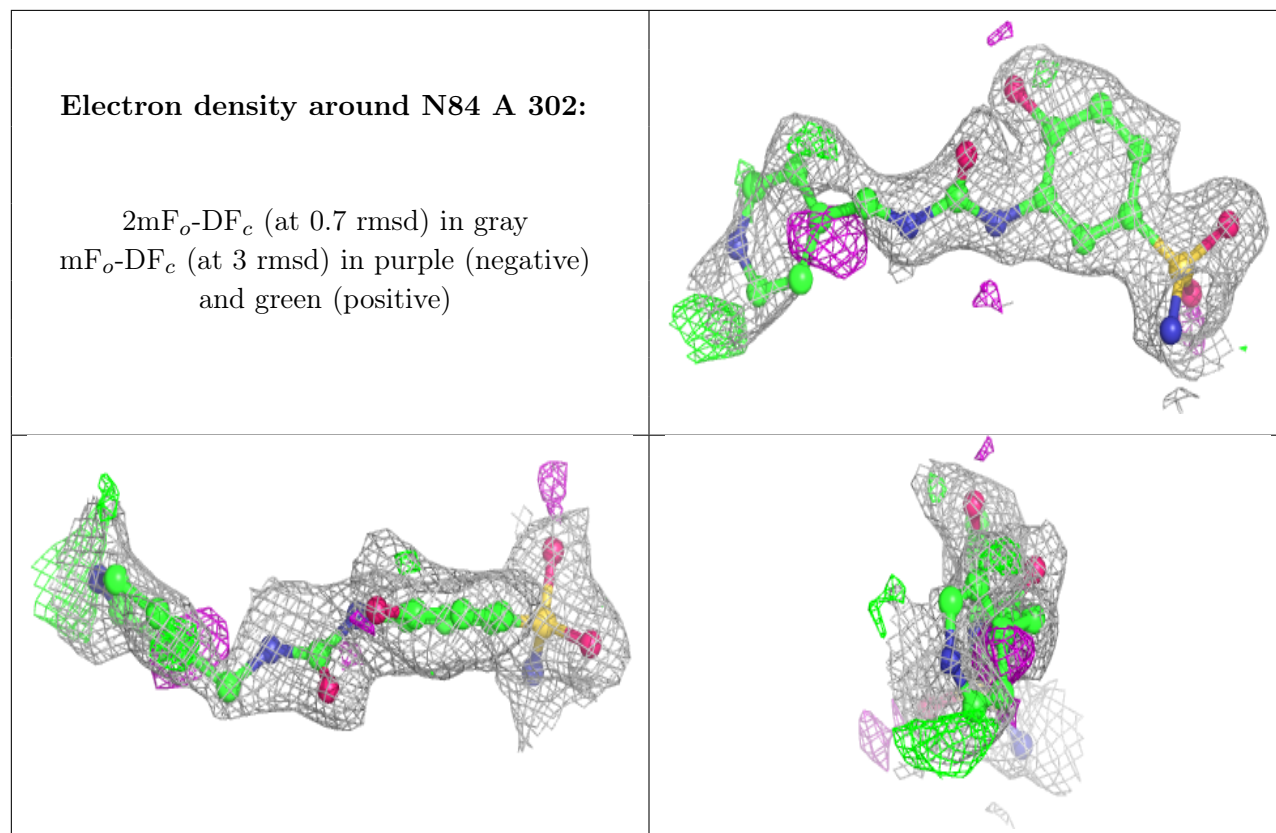 Electron density around N84 A 302:
2mFo-DFc (at 0.7 rmsd) in gray
mFo-DFc (at 3 rmsd) in purple (negative)
and green (positive)